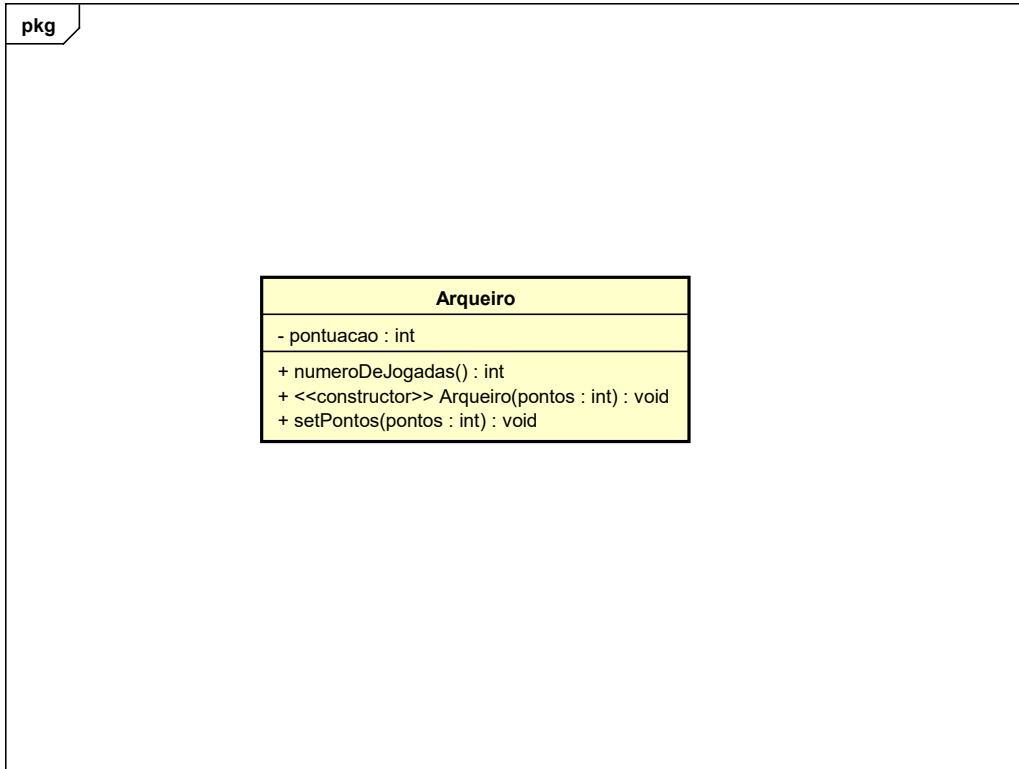 pkg
Arqueiro
- pontuacao : int
+ numeroDeJogadas() : int
+ <<constructor>> Arqueiro(pontos : int) : void
+ setPontos(pontos : int) : void